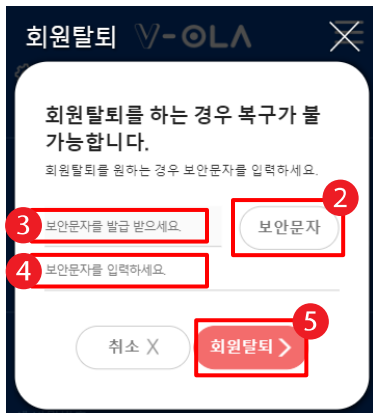 회원탈퇴 V-OLA
회원탈퇴를 하는 경우 복구가 불
가능합니다.
회원탈퇴를 원하는 경우 보안문자를 입력하세요.
2
3 보안문자를 발급 받으세요. 보안문자
4 보안문자를 입력하세요.
5
취소 X 회원탈퇴 >